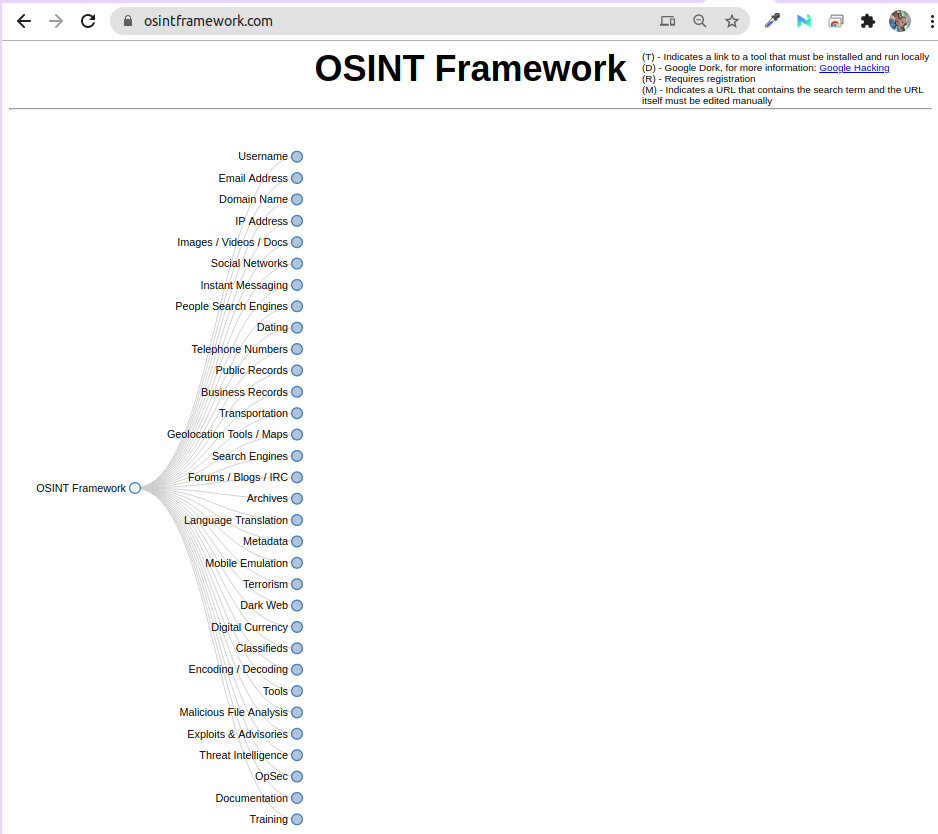 osintframework.com
OSINT Framework
(T) - Indicates a link to a tool that must be installed and run locally
(D) - Google Dork, for more information: Google Hacking
(R) - Requires registration
(M) - Indicates a URL that contains the search term and the URL
itself must be edited manually
Username
Email Address
Domain Name
IP Address
Images / Videos / Docs
Social Networks
Instant Messaging
People Search Engines
Dating
Telephone Numbers
Public Records
Business Records
Transportation
Geolocation Tools / Maps
Search Engines
Forums / Blogs / IRC
OSINT Framework
Archives
Language Translation
Metadata
Mobile Emulation
Terrorism
Dark Web
Digital Currency
Classifieds
Encoding / Decoding
Tools
Malicious File Analysis
Exploits & Advisories
Threat Intelligence
OpSec
Documentation
Training